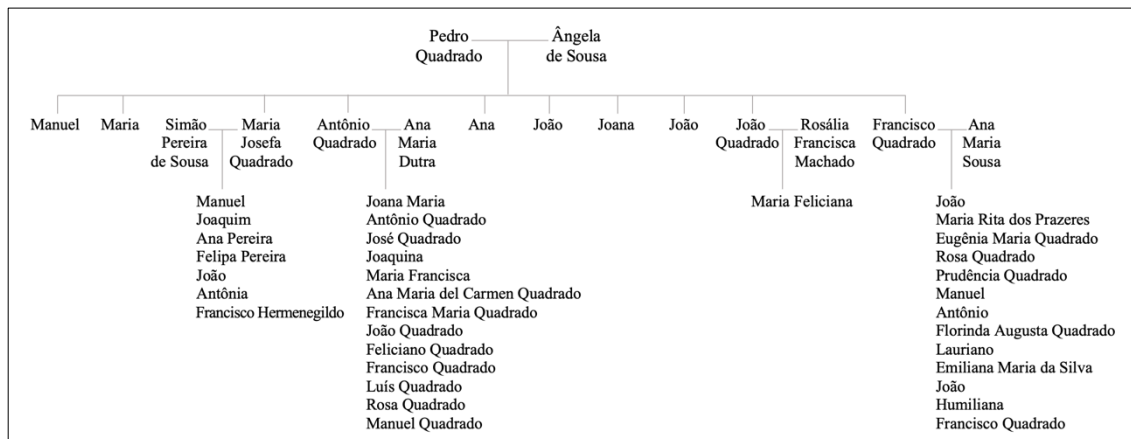 Pedro Quadrado
Ângela de Sousa
Manuel
Maria
Simão Pereira de Sousa
Maria Josefa Quadrado
Antônio Quadrado
Ana Maria Dutra
Ana
João
Joana
João
João Quadrado
Rosália Francisca Machado
Francisco Quadrado
Ana Maria Sousa
Manuel
Joaquim
Ana Pereira
Felipa Pereira
João
Antônia
Francisco Hermenegildo
Joana Maria
Antônio Quadrado
José Quadrado
Joaquina
Maria Francisca
Ana Maria del Carmen Quadrado
Francisca Maria Quadrado
João Quadrado
Feliciano Quadrado
Francisco Quadrado
Luís Quadrado
Rosa Quadrado
Manuel Quadrado
Maria Feliciana
João
Maria Rita dos Prazeres
Eugênia Maria Quadrado
Rosa Quadrado
Prudência Quadrado
Manuel
Antônio
Florinda Augusta Quadrado
Lauriano
Emiliana Maria da Silva
João
Humiliana
Francisco Quadrado